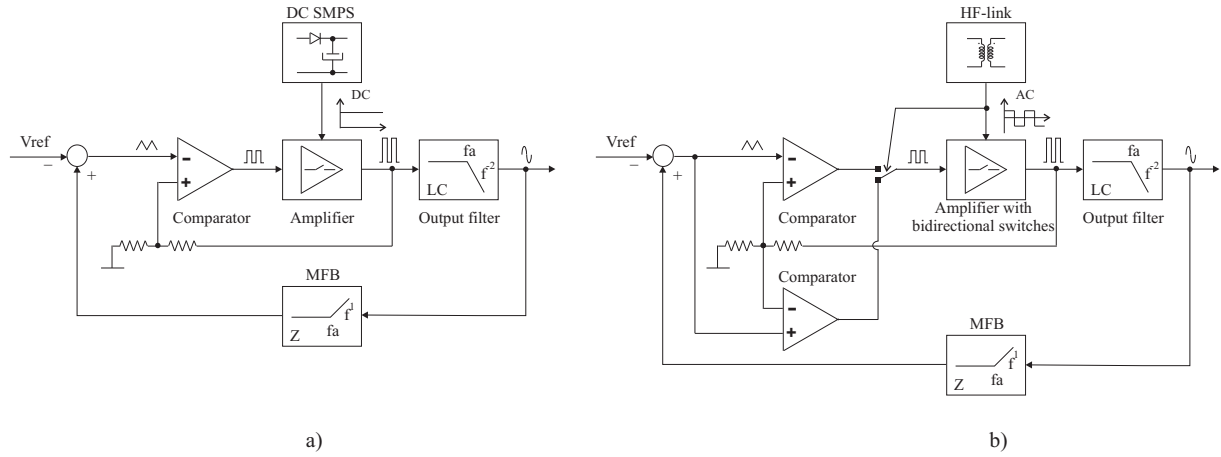 DC SMPS
DC
Vref
−
+
-
+
Comparator
Amplifier
fa
f⁻²
LC
Output filter
MFB
f¹
fa
Z
a)
HF-link
AC
Vref
−
+
-
+
Comparator
Amplifier with
bidirectional switches
fa
f⁻²
LC
Output filter
Comparator
-
+
MFB
f¹
fa
Z
b)